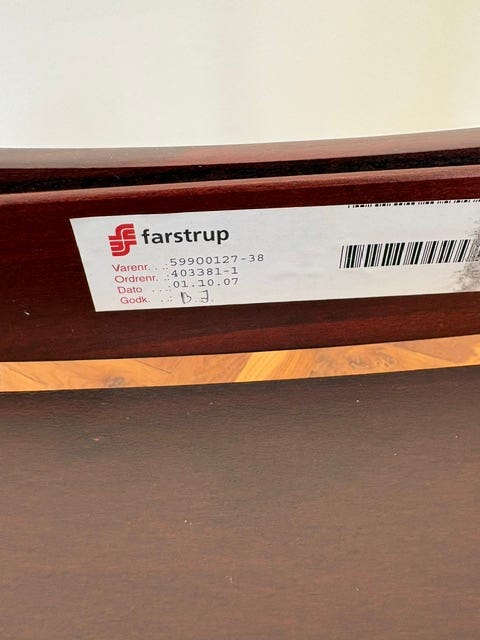 farstrup
Varenr. . .:59900127-38
Ordrenr. .:403381-1
Dato . . .:01.10.07
Godk. . .: